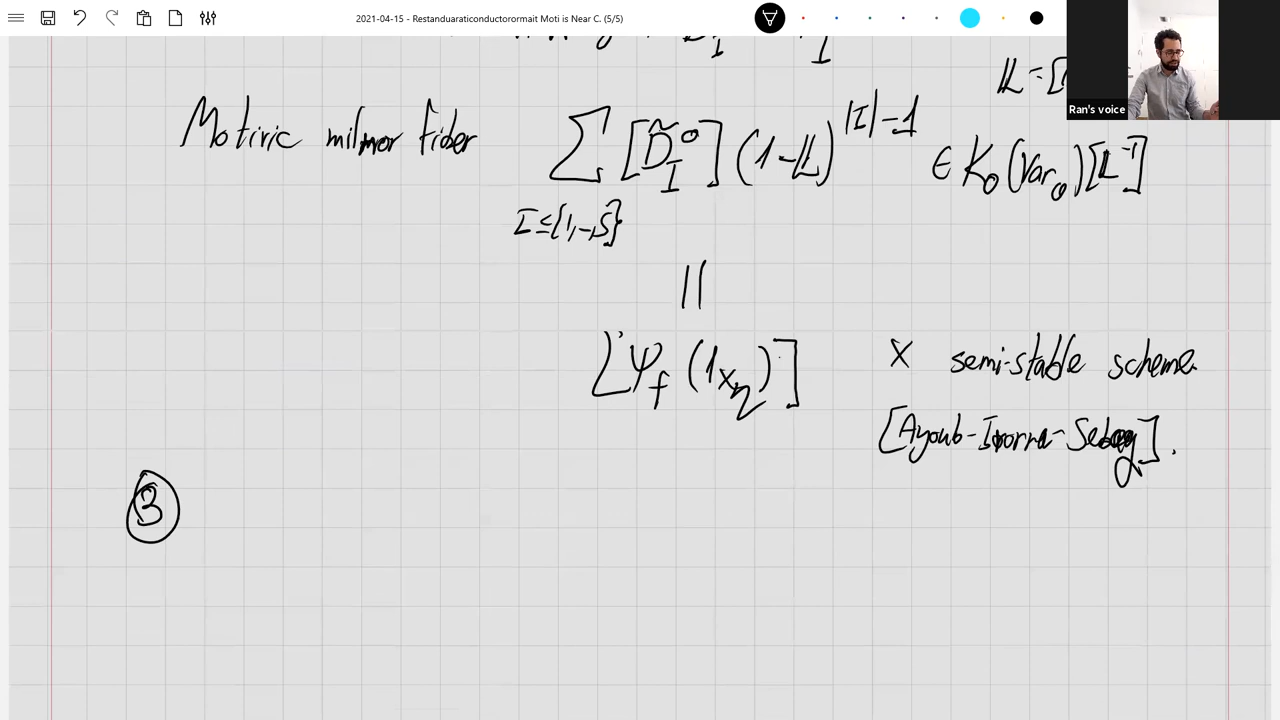 2021-04-15 - Restanduaraticonductorormait Moti is Near C. (5/5)
Ran's voice
𝕃 = [
Motivic milnor fiber ∑ [D̃_I^o] (1-𝕃)^{|I|-1} ∈ K_0(Var_0)[𝕃^{-1}]
I ⊆ {1,-,S}
||
[Ψ_f (1_{X_η})] X semi-stable scheme.
[Ayoub-Ivorra-Sebag].
③